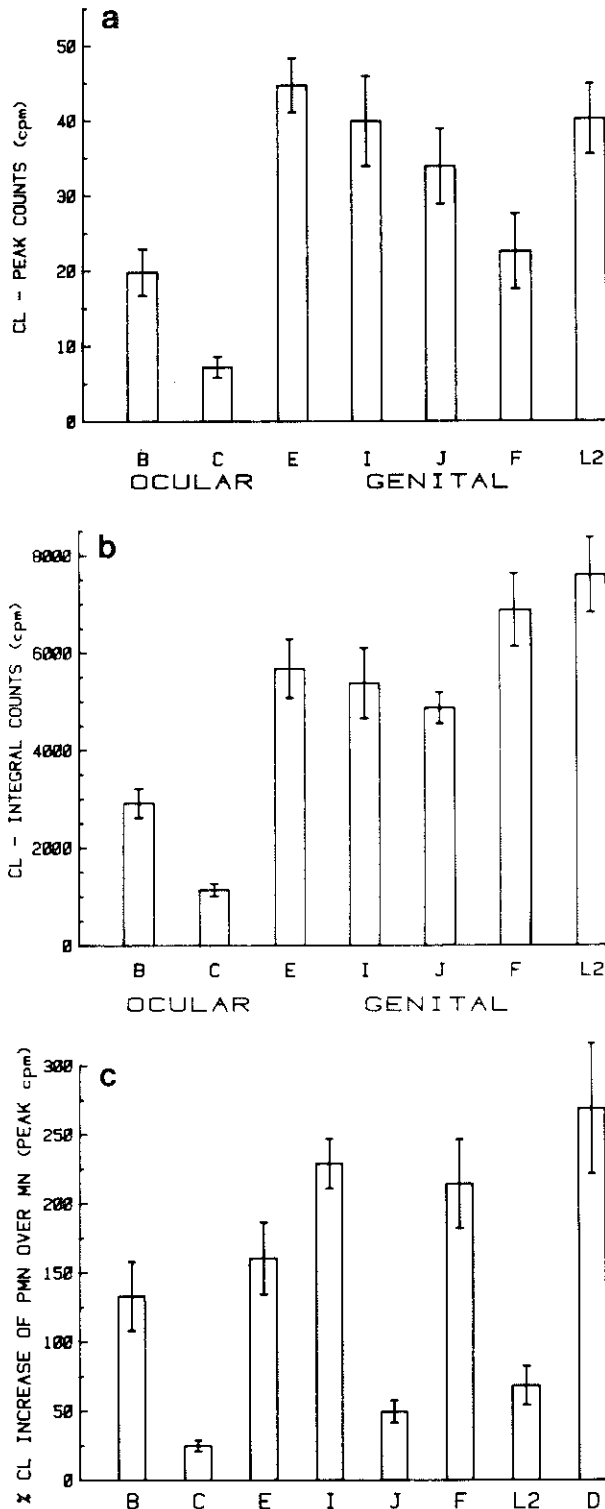 a
CL - PEAK COUNTS (cpm)
50
40
30
20
10
0
B C E I J F L2
OCULAR GENITAL
b
CL - INTEGRAL COUNTS (cpm)
8000
6000
4000
2000
0
B C E I J F L2
OCULAR GENITAL
c
% CL INCREASE OF PMN OVER MN (PEAK cpm)
300
250
200
150
100
50
0
B C E I J F L2 D